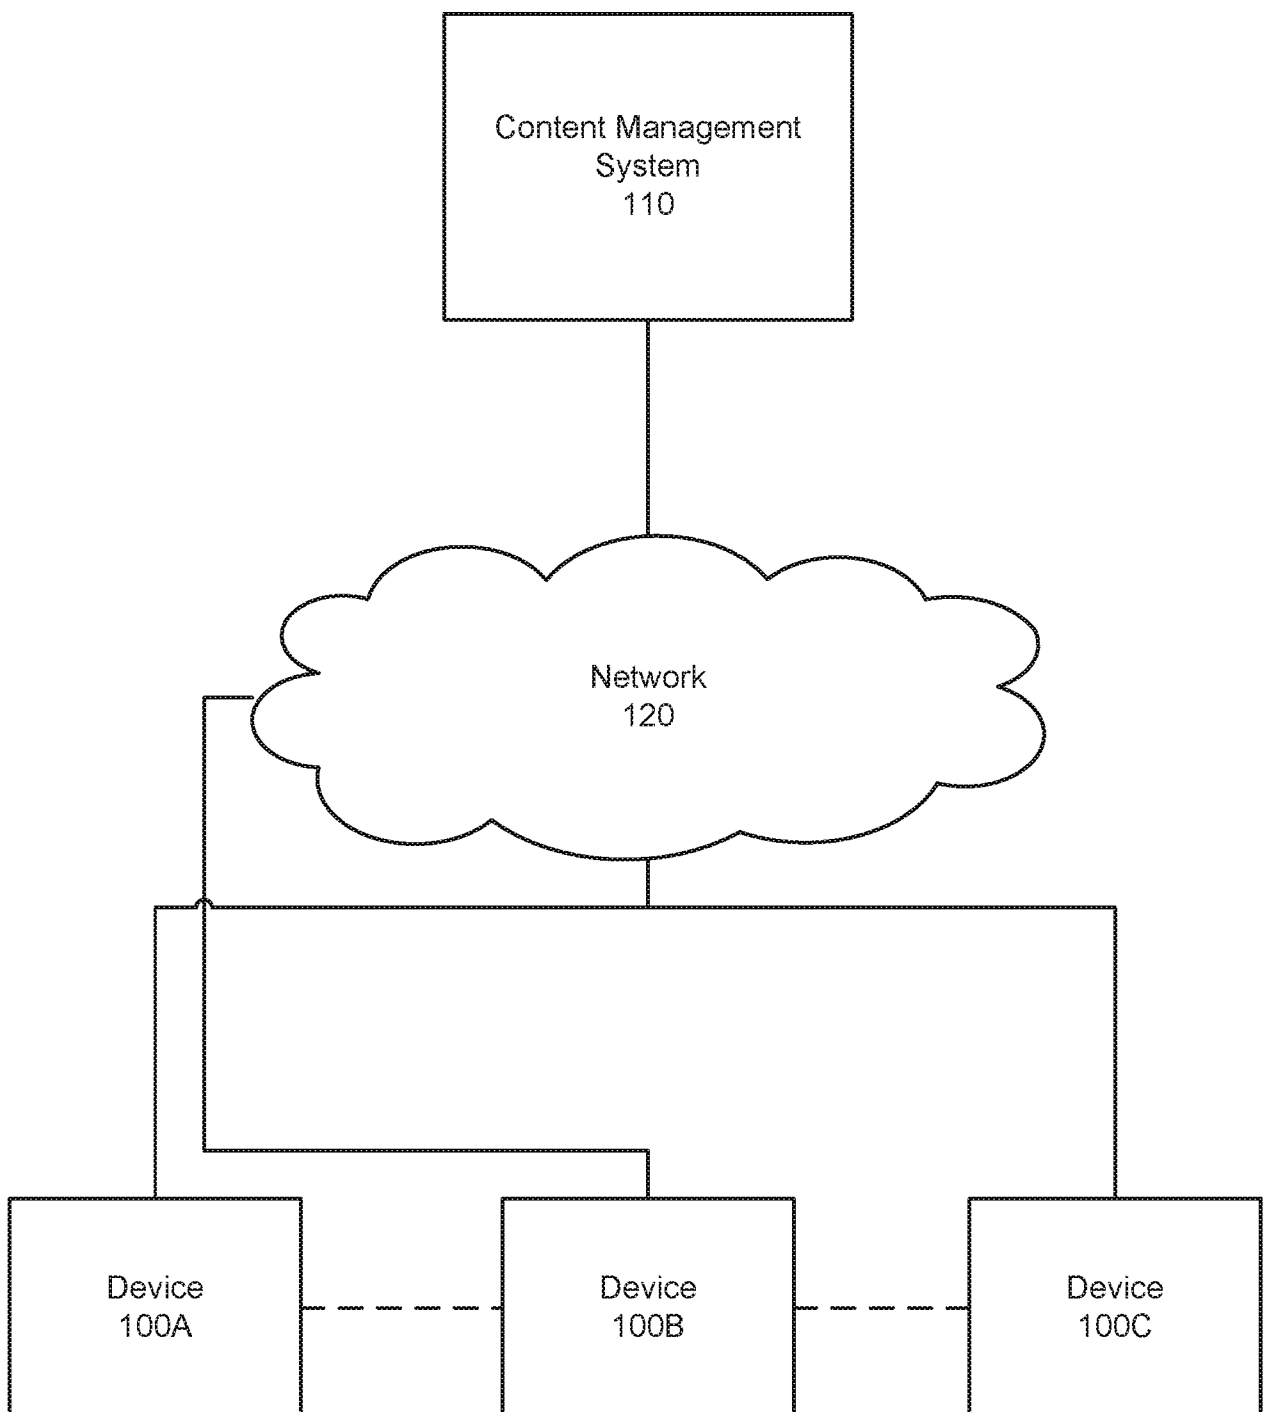 Content Management
System
110
Network
120
Device
100A
Device
100B
Device
100C